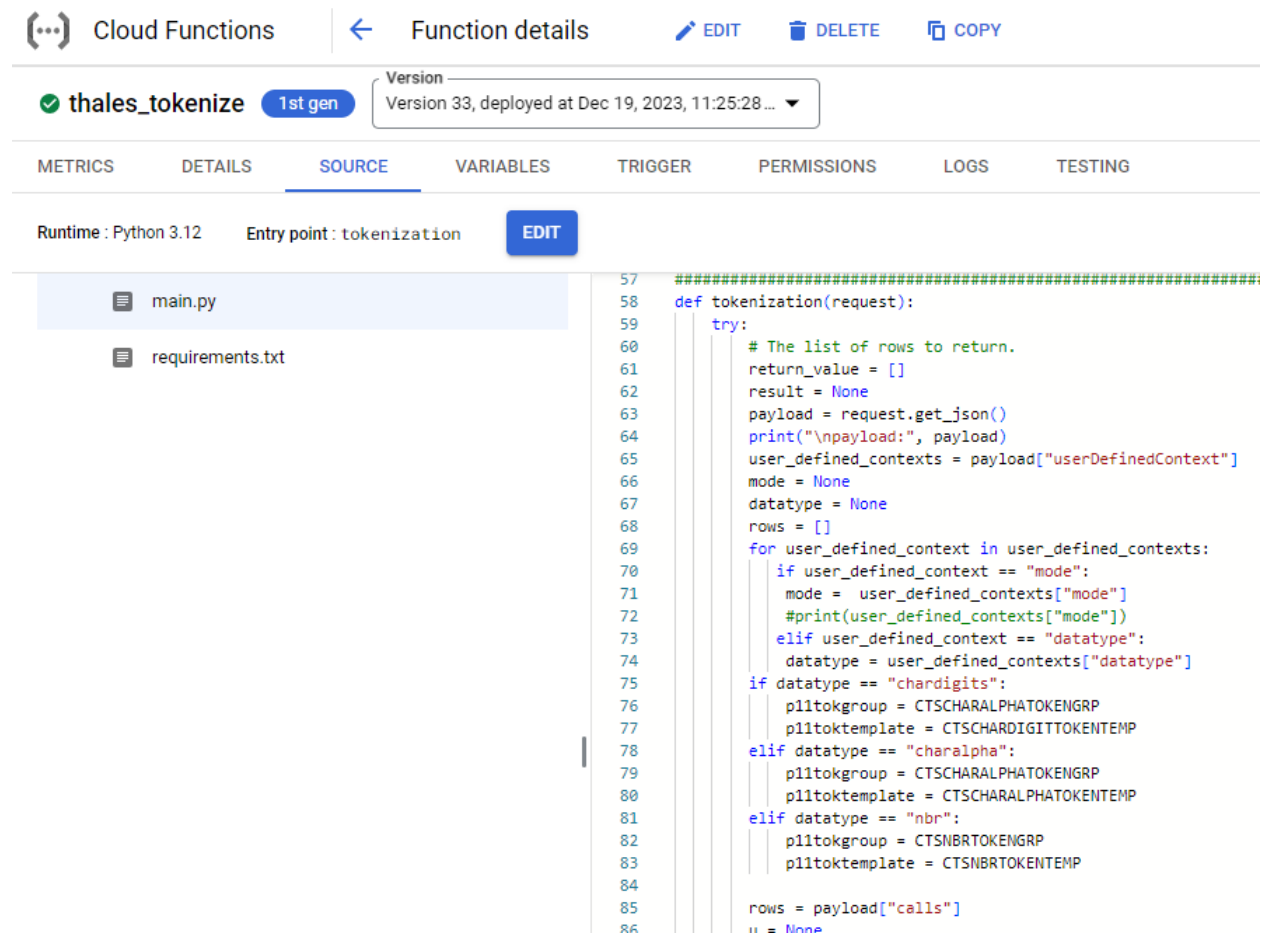 Cloud Functions Function details EDIT DELETE COPY
Version
thales_tokenize 1st gen Version 33, deployed at Dec 19, 2023, 11:25:28 ...
METRICS DETAILS SOURCE VARIABLES TRIGGER PERMISSIONS LOGS TESTING
Runtime : Python 3.12 Entry point : tokenization EDIT
main.py
requirements.txt
57 ################################################################
58 def tokenization(request):
59 try:
60 # The list of rows to return.
61 return_value = []
62 result = None
63 payload = request.get_json()
64 print("\npayload:", payload)
65 user_defined_contexts = payload["userDefinedContext"]
66 mode = None
67 datatype = None
68 rows = []
69 for user_defined_context in user_defined_contexts:
70 if user_defined_context == "mode":
71 mode =  user_defined_contexts["mode"]
72 #print(user_defined_contexts["mode"])
73 elif user_defined_context == "datatype":
74 datatype = user_defined_contexts["datatype"]
75 if datatype == "chardigits":
76 p11tokgroup = CTSCHARALPHATOKENGRP
77 p11toktemplate = CTSCHARDIGITTOKENTEMP
78 elif datatype == "charalpha":
79 p11tokgroup = CTSCHARALPHATOKENGRP
80 p11toktemplate = CTSCHARALPHATOKENTEMP
81 elif datatype == "nbr":
82 p11tokgroup = CTSNBRTOKENGRP
83 p11toktemplate = CTSNBRTOKENTEMP
84
85 rows = payload["calls"]
86 u = None